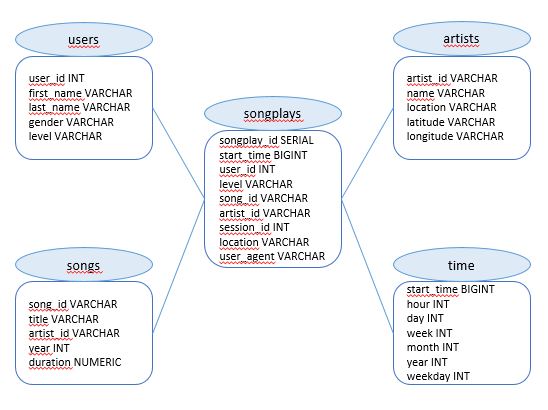 users
user_id INT
first_name VARCHAR
last_name VARCHAR
gender VARCHAR
level VARCHAR
artists
artist_id VARCHAR
name VARCHAR
location VARCHAR
latitude VARCHAR
longitude VARCHAR
songplays
songplay_id SERIAL
start_time BIGINT
user_id INT
level VARCHAR
song_id VARCHAR
artist_id VARCHAR
session_id INT
location VARCHAR
user_agent VARCHAR
songs
song_id VARCHAR
title VARCHAR
artist_id VARCHAR
year INT
duration NUMERIC
time
start_time BIGINT
hour INT
day INT
week INT
month INT
year INT
weekday INT